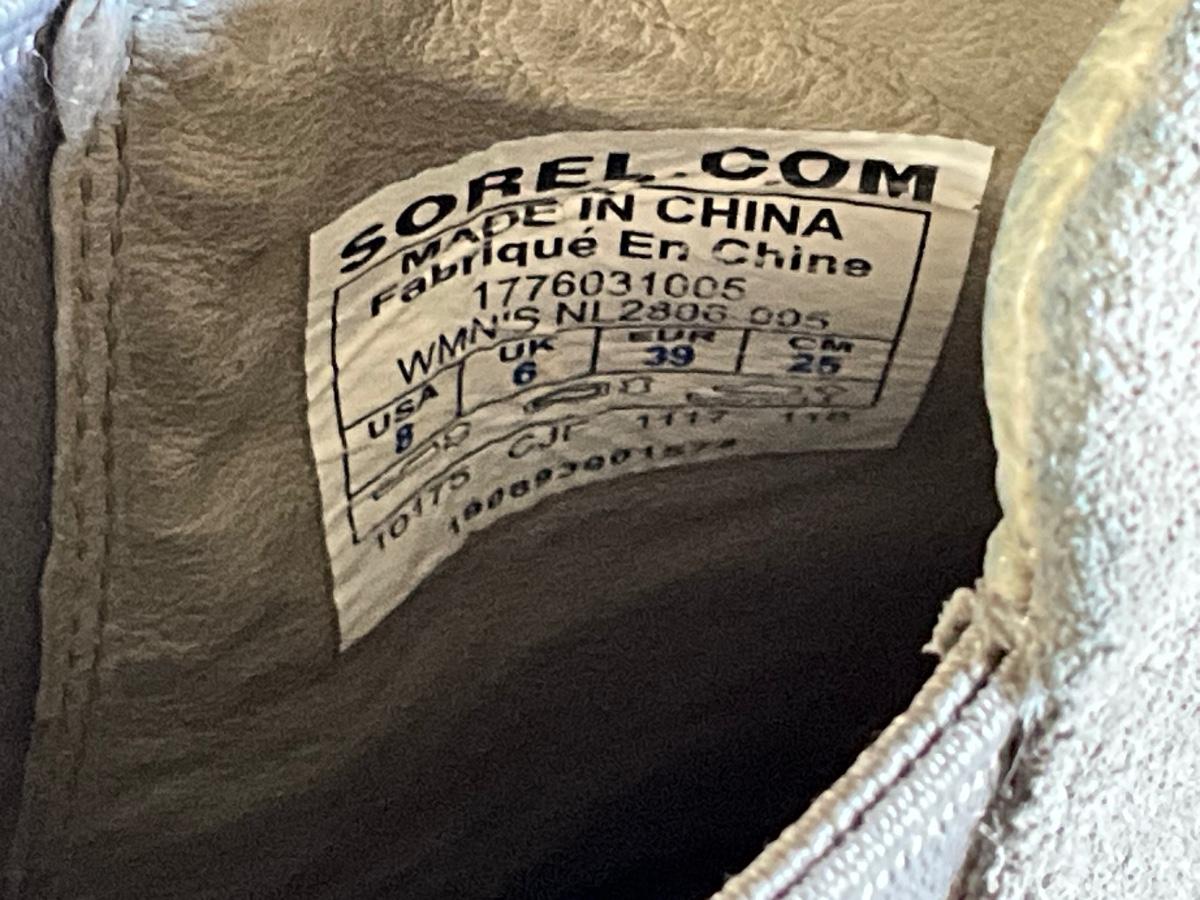 SOREL.COM
MADE IN CHINA
Fabriqué En Chine
1776031005
WMN'S NL2806 005
USA UK EUR CM
8 6 39 25
10175 CJF 1117 118